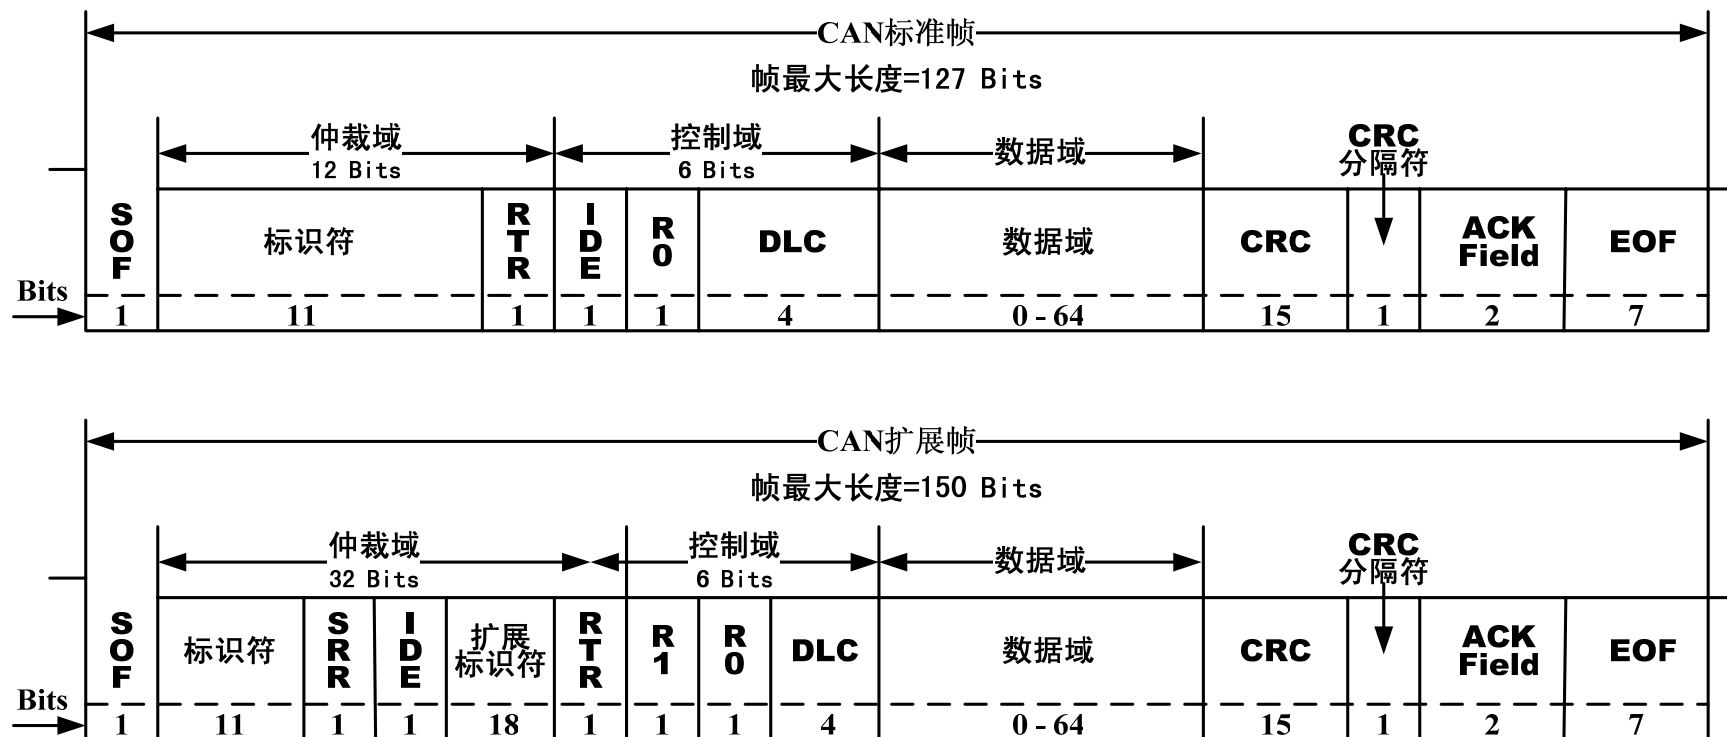 CAN标准帧
帧最大长度=127 Bits
仲裁域 控制域 数据域 CRC
12 Bits 6 Bits 分隔符
SOF 标识符 RTR IDE R0 DLC 数据域 CRC ACK Field EOF
Bits
1 11 1 1 1 4 0 - 64 15 1 2 7
CAN扩展帧
帧最大长度=150 Bits
仲裁域 控制域 数据域 CRC
32 Bits 6 Bits 分隔符
SOF 标识符 SRR IDE 扩展标识符 RTR R1 R0 DLC 数据域 CRC ACK Field EOF
Bits
1 11 1 1 18 1 1 1 4 0 - 64 15 1 2 7